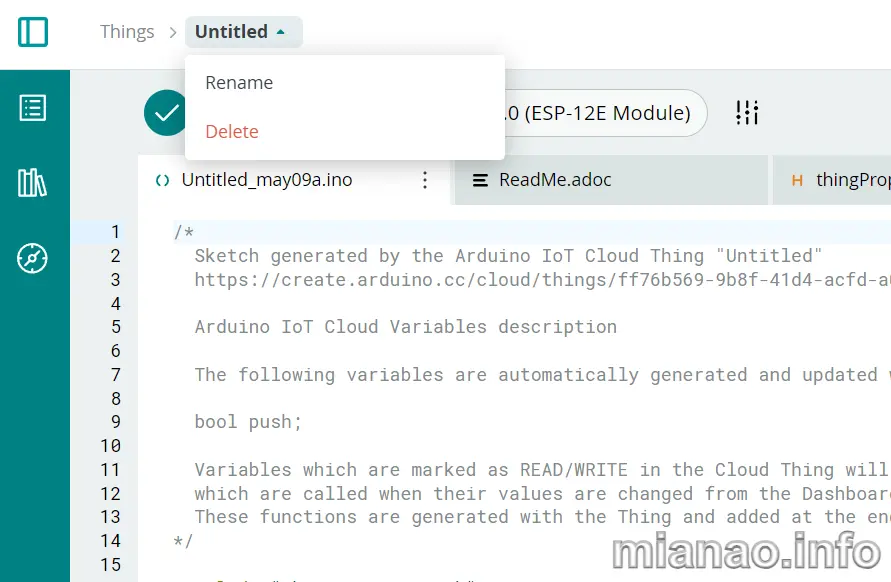 Things > Untitled
Rename
Delete
.0 (ESP-12E Module)
Untitled_may09a.ino
ReadMe.adoc
H thingProp
1 /*
2 Sketch generated by the Arduino IoT Cloud Thing "Untitled"
3 https://create.arduino.cc/cloud/things/ff76b569-9b8f-41d4-acfd-a
4
5 Arduino IoT Cloud Variables description
6
7 The following variables are automatically generated and updated
8
9 bool push;
10
11 Variables which are marked as READ/WRITE in the Cloud Thing will
12 which are called when their values are changed from the Dashboar
13 These functions are generated with the Thing and added at the en
14 */
15
mianao.info